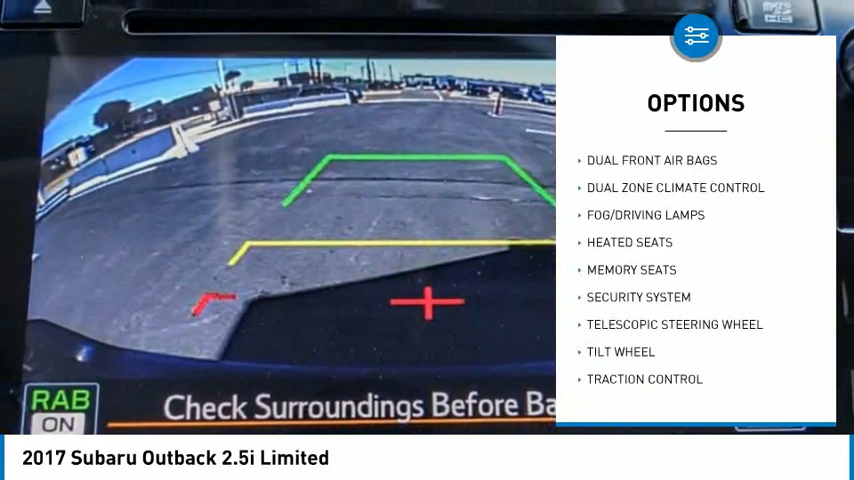 OPTIONS
DUAL FRONT AIR BAGS
DUAL ZONE CLIMATE CONTROL
FOG/DRIVING LAMPS
HEATED SEATS
MEMORY SEATS
SECURITY SYSTEM
TELESCOPIC STEERING WHEEL
TILT WHEEL
TRACTION CONTROL
RAB
ON
Check Surroundings Before Ba
2017 Subaru Outback 2.5i Limited